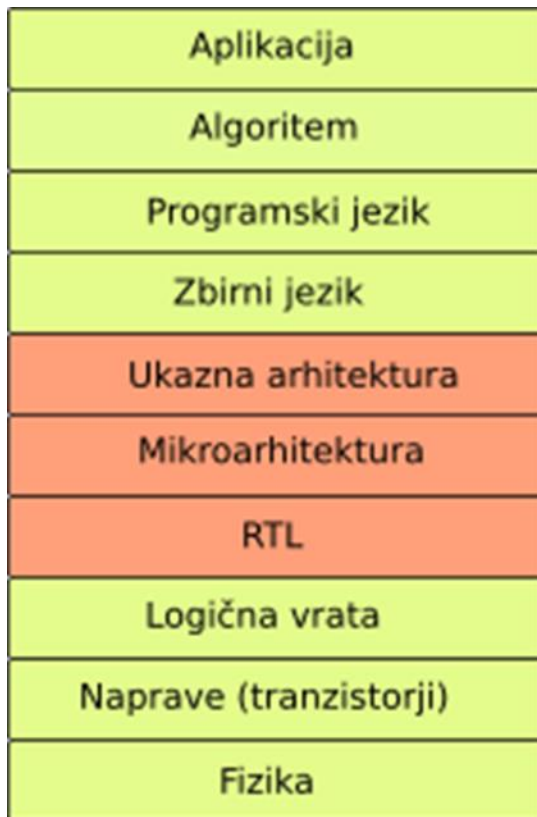 Aplikacija
Algoritem
Programski jezik
Zbirni jezik
Ukazna arhitektura
Mikroarhitektura
RTL
Logična vrata
Naprave (tranzistorji)
Fizika